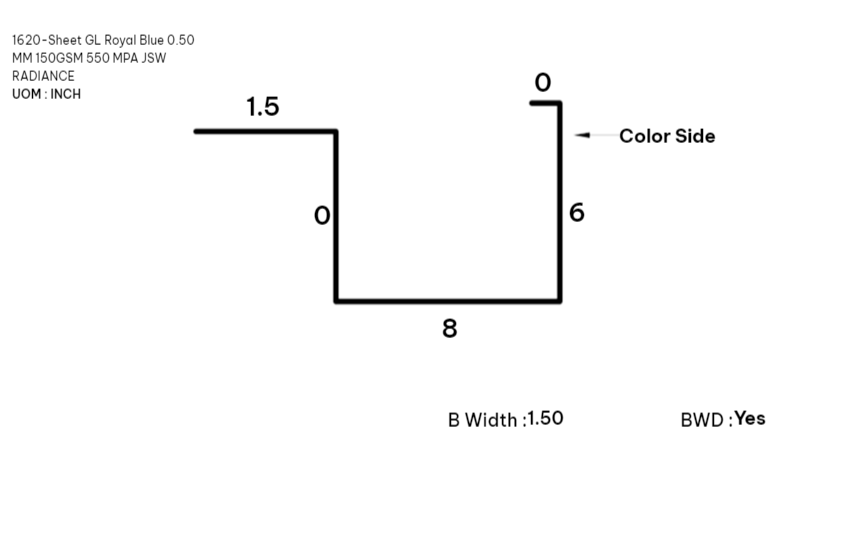 1620-Sheet GL Royal Blue 0.50
MM 150GSM 550 MPA JSW
RADIANCE
UOM : INCH
0
1.5
Color Side
0
6
8
B Width :1.50
BWD :Yes